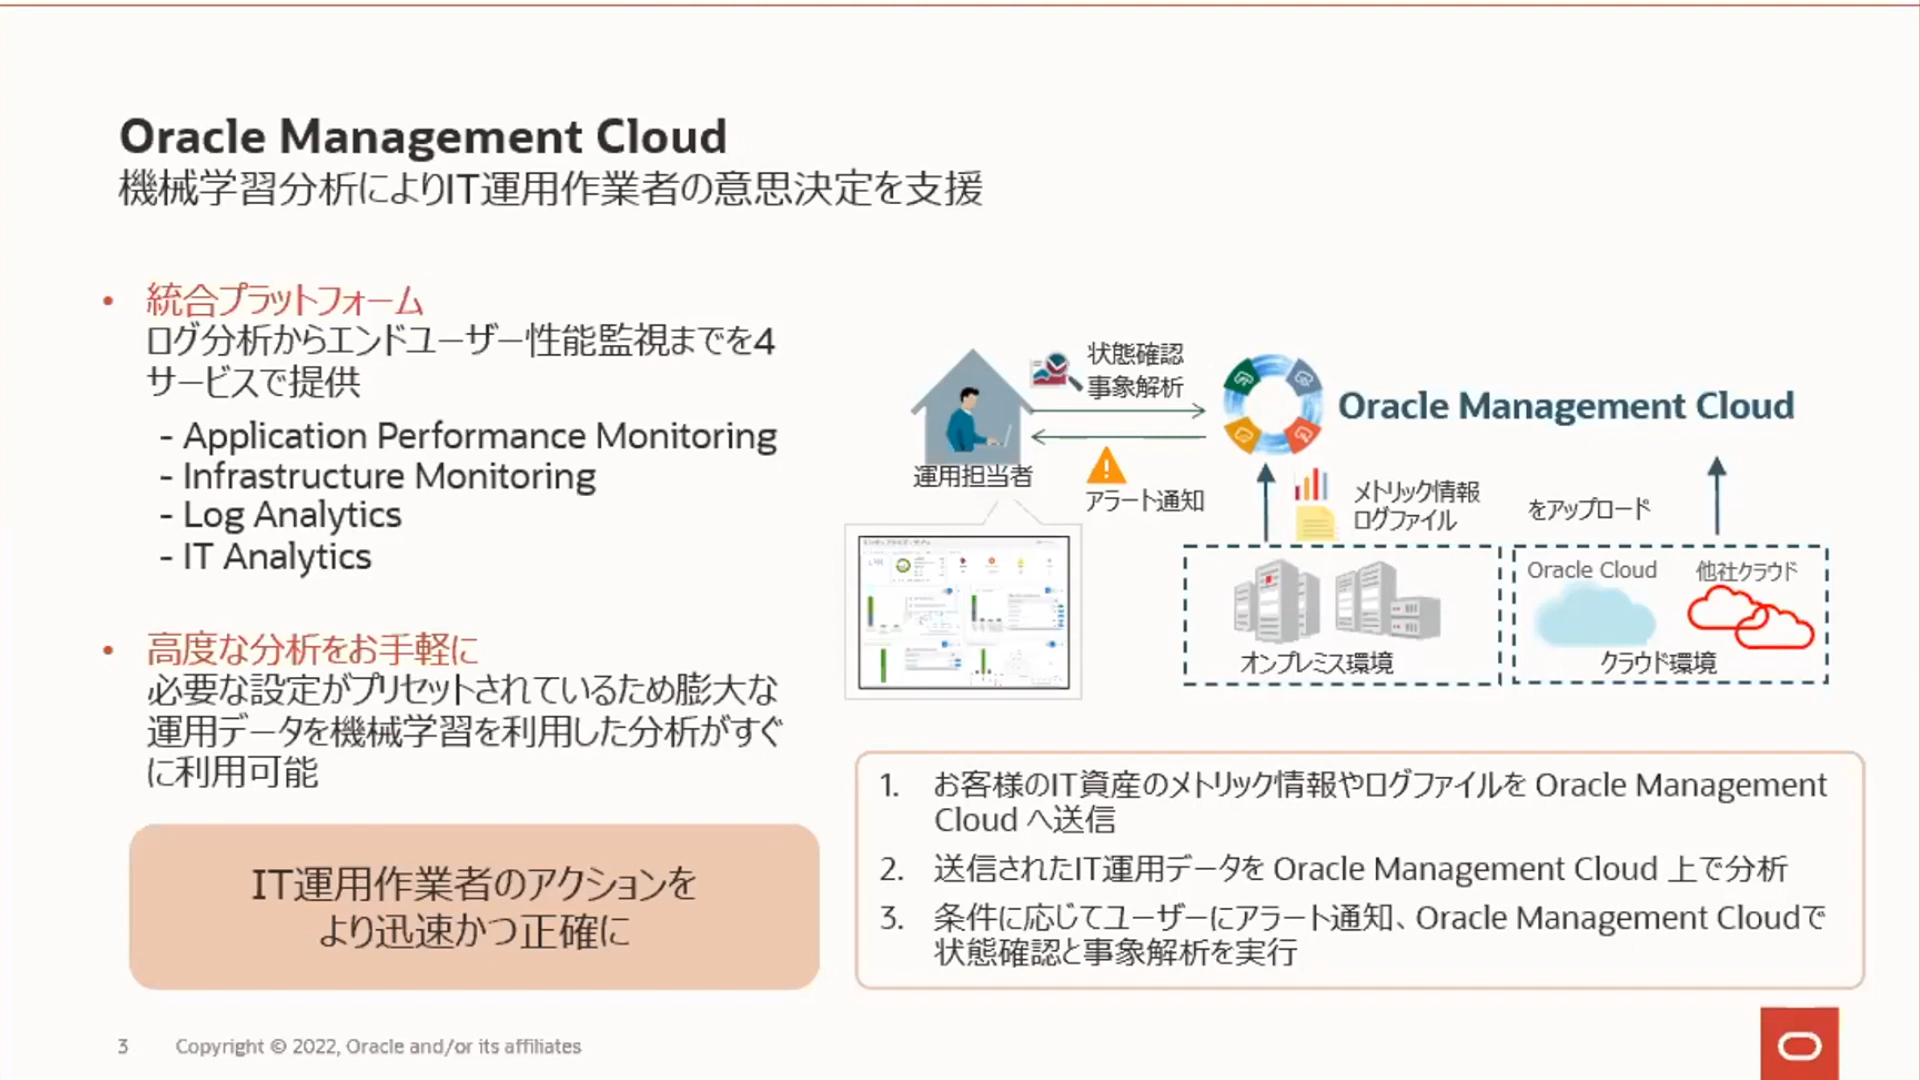 Oracle Management Cloud
機械学習分析によりIT運用作業者の意思決定を支援
• 統合プラットフォーム
ログ分析からエンドユーザー性能監視までを4
サービスで提供
- Application Performance Monitoring
- Infrastructure Monitoring
- Log Analytics
- IT Analytics
• 高度な分析をお手軽に
必要な設定がプリセットされているため膨大な
運用データを機械学習を利用した分析がすぐ
に利用可能
IT運用作業者のアクションを
より迅速かつ正確に
状態確認
事象解析
Oracle Management Cloud
運用担当者
アラート通知
メトリック情報
ログファイル
をアップロード
Oracle Cloud
他社クラウド
オンプレミス環境
クラウド環境
1. お客様のIT資産のメトリック情報やログファイルを Oracle Management
Cloud へ送信
2. 送信されたIT運用データを Oracle Management Cloud 上で分析
3. 条件に応じてユーザーにアラート通知、Oracle Management Cloudで
状態確認と事象解析を実行
3
Copyright © 2022, Oracle and/or its affiliates